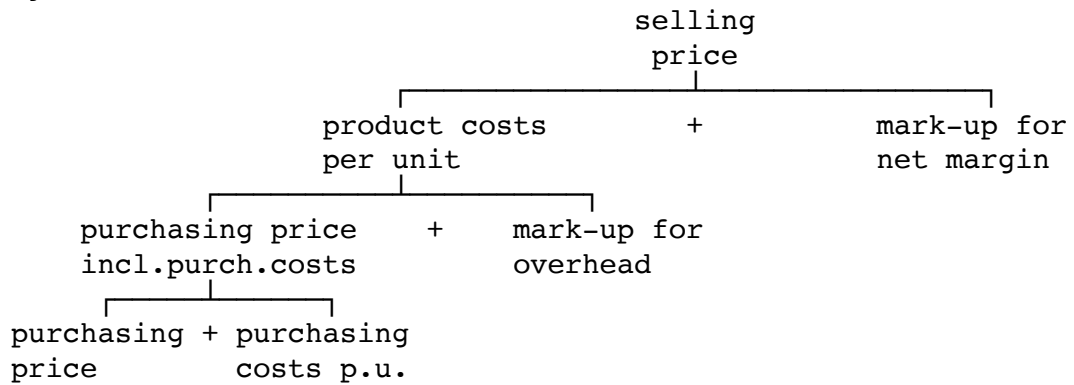 selling
price
product costs + mark-up for
per unit net margin
purchasing price + mark-up for
incl.purch.costs overhead
purchasing + purchasing
price costs p.u.